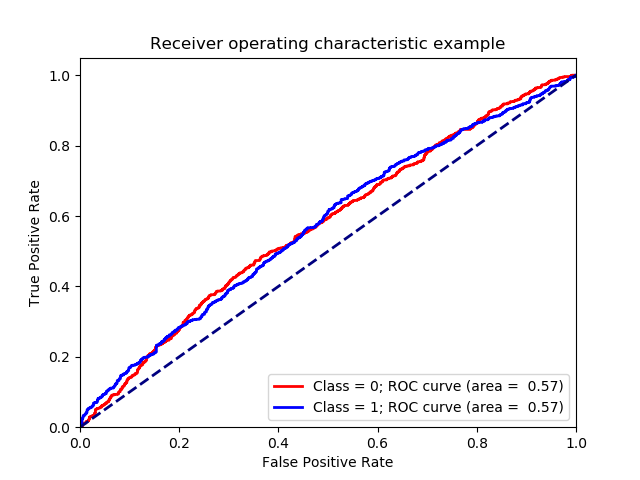 Receiver operating characteristic example
True Positive Rate
1.0
0.8
0.6
0.4
0.2
0.0
Class = 0; ROC curve (area =  0.57)
Class = 1; ROC curve (area =  0.57)
0.0 0.2 0.4 0.6 0.8 1.0
False Positive Rate